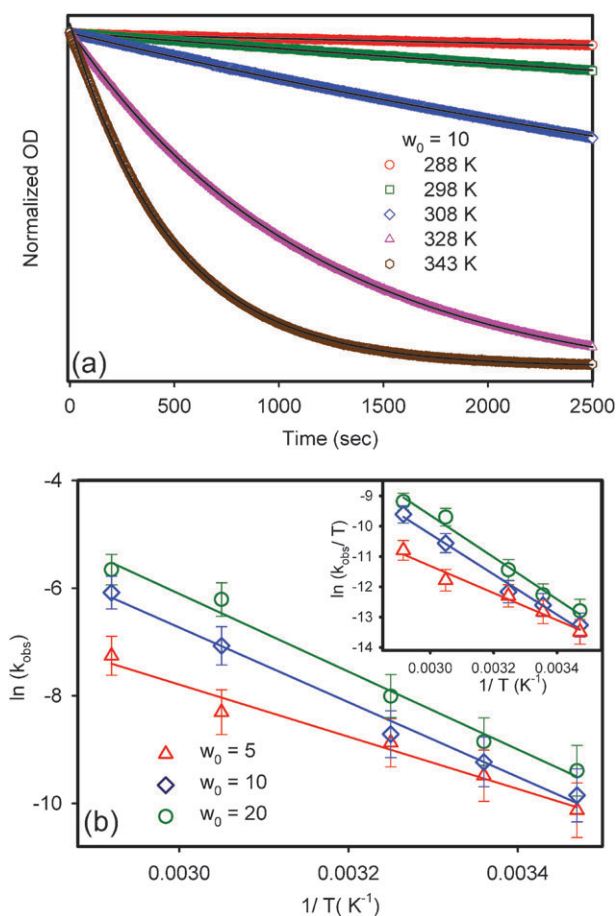 Normalized OD
w₀ = 10
288 K
298 K
308 K
328 K
343 K
(a)
0 500 1000 1500 2000 2500
Time (sec)
-4
-6
-8
-10
ln (k_obs)
w₀ = 5
w₀ = 10
w₀ = 20
(b)
0.0030 0.0032 0.0034
1/ T( K⁻¹)
-9
-10
-11
-12
-13
-14
ln (k_obs/ T)
0.0030 0.0032 0.0034
1/ T (K⁻¹)